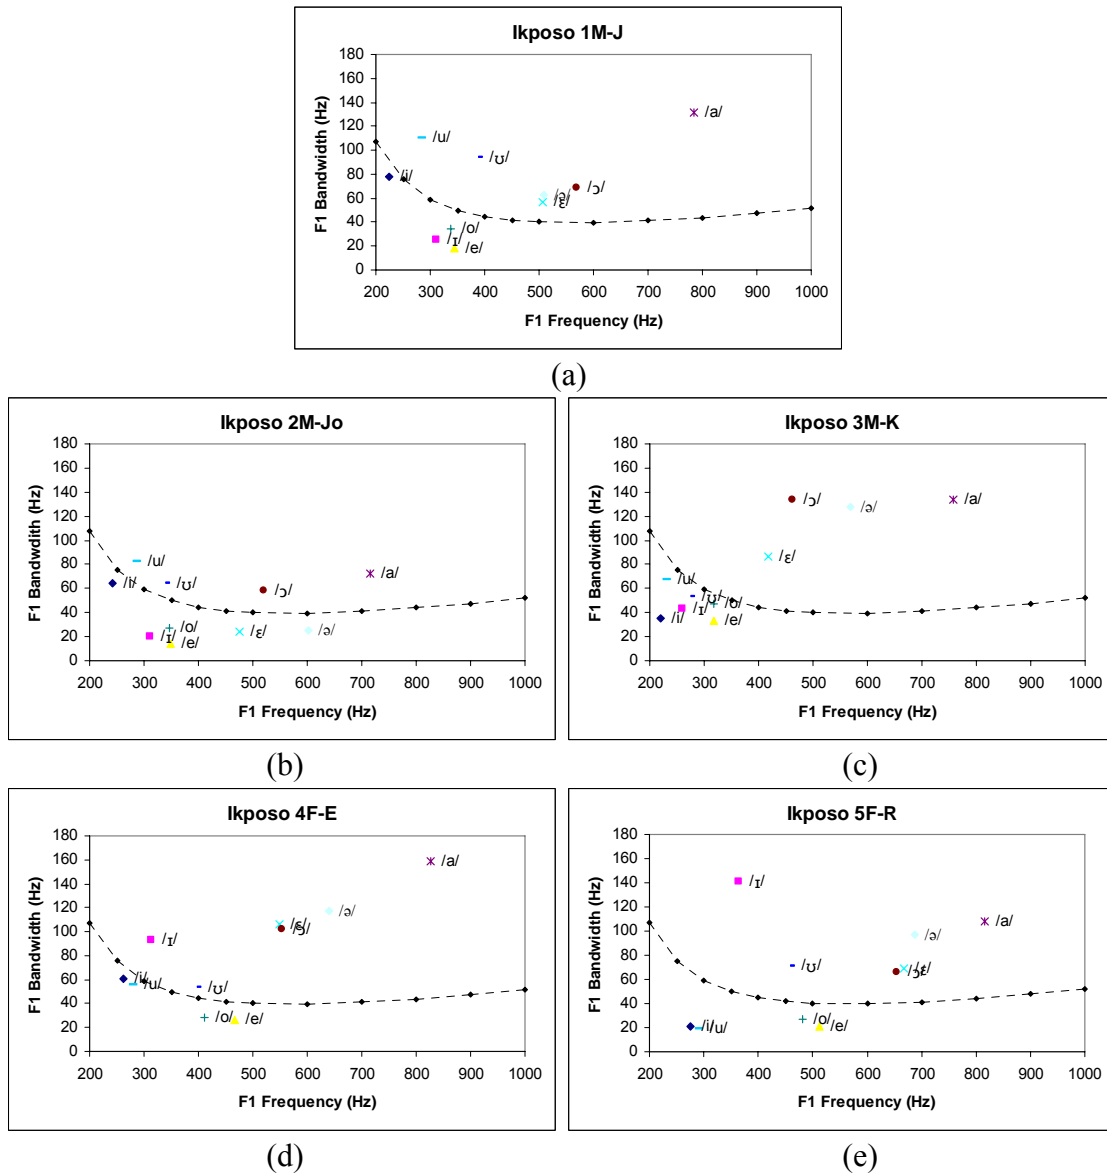 Ikposo 1M-J
F1 Bandwidth (Hz)
180
160
140
120
100
80
60
40
20
0
/a/
/u/
/ʊ/
/i/
/ə/
/ɔ/
/ɛ/
/o/
/ɪ/
/e/
200 300 400 500 600 700 800 900 1000
F1 Frequency (Hz)
(a)
Ikposo 2M-Jo
F1 Bandwdith (Hz)
180
160
140
120
100
80
60
40
20
0
/u/
/a/
/i/
/ʊ/
/ɔ/
/o/
/ɪ/
/ɛ/
/ə/
/e/
200 300 400 500 600 700 800 900 1000
F1 Frequency (Hz)
(b)
Ikposo 3M-K
F1 Bandwidth (Hz)
180
160
140
120
100
80
60
40
20
0
/ɔ/
/ə/
/a/
/ɛ/
/u/
/ʊ/
/ɪ/
/o/
/i/
/e/
200 300 400 500 600 700 800 900 1000
F1 Frequency (Hz)
(c)
Ikposo 4F-E
F1 Bandwidth (Hz)
180
160
140
120
100
80
60
40
20
0
/a/
/ə/
/ɛ/
/ɔ/
/ɪ/
/i/
/u/
/ʊ/
/o/
/e/
200 300 400 500 600 700 800 900 1000
F1 Frequency (Hz)
(d)
Ikposo 5F-R
F1 Bandwidth (Hz)
180
160
140
120
100
80
60
40
20
0
/ɪ/
/a/
/ə/
/ʊ/
/ɔ/
/ɛ/
/o/
/e/
/i/
/u/
200 300 400 500 600 700 800 900 1000
F1 Frequency (Hz)
(e)